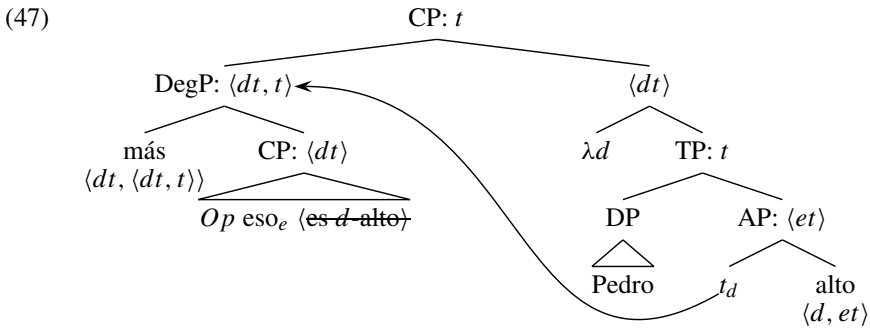 (47) CP: t
DegP: ⟨dt, t⟩ ⟨dt⟩
más CP: ⟨dt⟩ λd TP: t
⟨dt, ⟨dt, t⟩⟩
Op eso_e ⟨es d-alto⟩ DP AP: ⟨et⟩
Pedro t_d alto
⟨d, et⟩